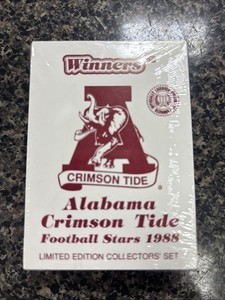 Winners
CRIMSON TIDE
®
Alabama
Crimson Tide
Football Stars 1988
LIMITED EDITION COLLECTORS' SET